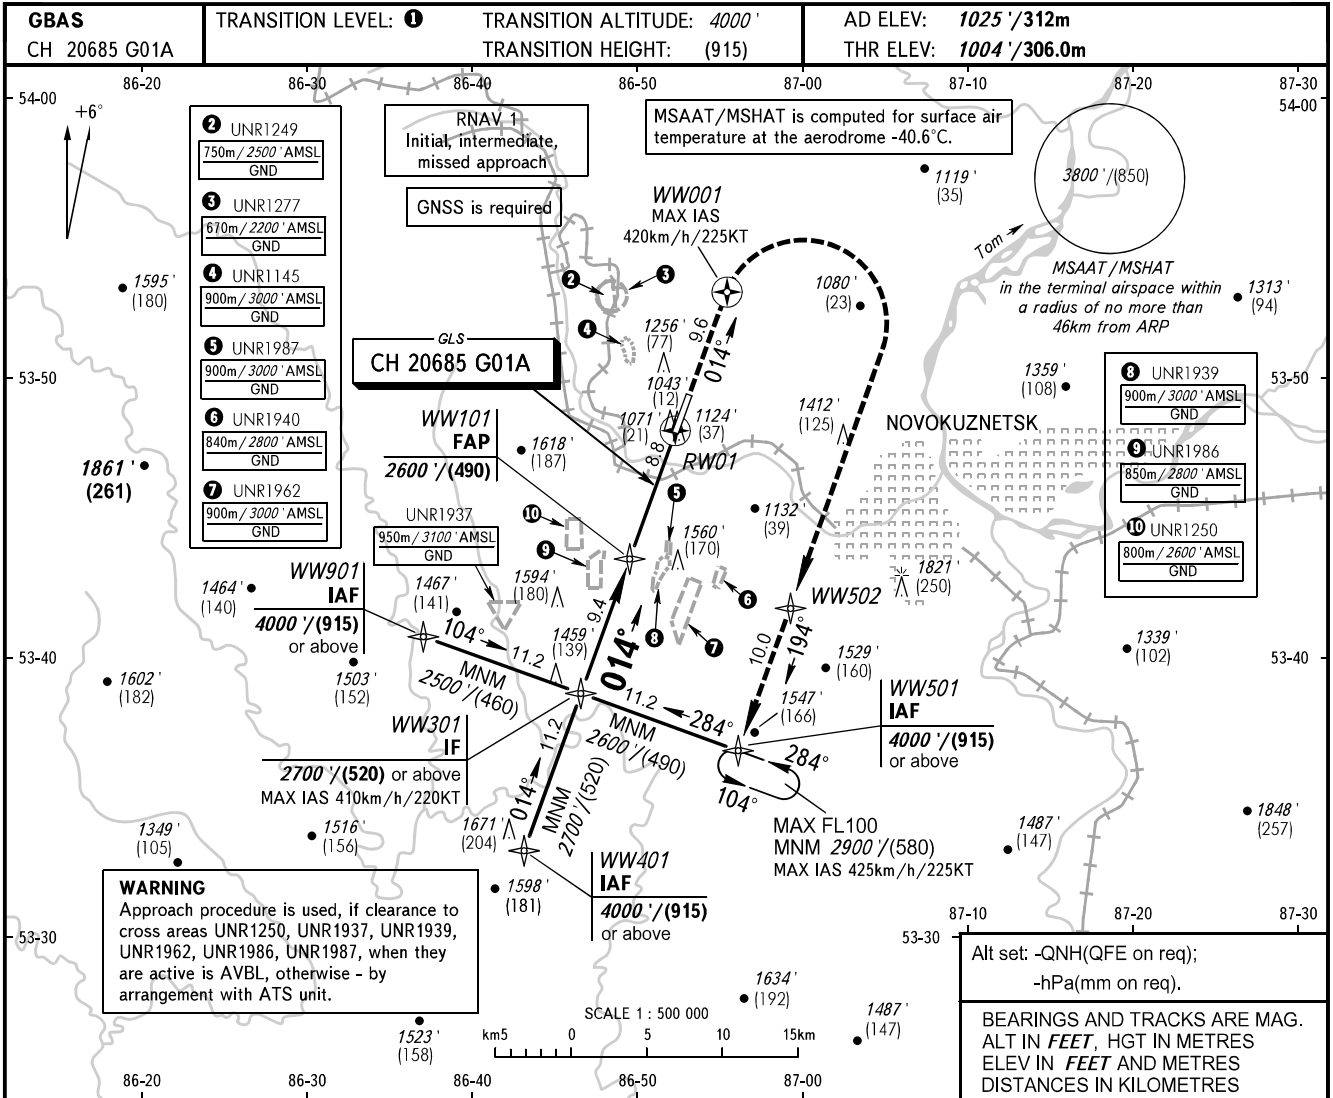 GBAS
CH 20685 G01A
TRANSITION LEVEL: ❶
TRANSITION ALTITUDE: 4000'
TRANSITION HEIGHT: (915)
AD ELEV: 1025'/312m
THR ELEV: 1004'/306.0m
86-20 86-30 86-40 86-50 87-00 87-10 87-20 87-30
54-00 54-00
+6°
❷ UNR1249
750m/2500'AMSL
GND
❸ UNR1277
670m/2200'AMSL
GND
❹ UNR1145
900m/3000'AMSL
GND
❺ UNR1987
900m/3000'AMSL
GND
❻ UNR1940
840m/2800'AMSL
GND
❼ UNR1962
900m/3000'AMSL
GND
RNAV 1
Initial, intermediate,
missed approach
GNSS is required
MSAAT/MSHAT is computed for surface air
temperature at the aerodrome -40.6°C.
1119'
(35)
3800'/(850)
Tom
MSAAT/MSHAT
in the terminal airspace within
a radius of no more than
46km from ARP
WW001
MAX IAS
420km/h/225KT
1595'
(180)
❷
❸
❹
1080'
(23)
1313'
(94)
1256'
(77)
9.6
014°
GLS
CH 20685 G01A
53-50
53-50
1359'
(108)
1043'
(12)
1071'
(21)
1124'
(37)
RW01
8.8
1412'
(125)
NOVOKUZNETSK
❽ UNR1939
900m/3000'AMSL
GND
❾ UNR1986
850m/2800'AMSL
GND
❿ UNR1250
800m/2600'AMSL
GND
WW101
FAP
2600'/(490)
1618'
(187)
1861'
(261)
❺
❿
❾
1132'
(39)
1560'
(170)
UNR1937
950m/3100'AMSL
GND
1821'
(250)
WW901
IAF
4000'/(915)
or above
1464'
(140)
1467'
(141)
1594'
(180)
❻
❽
❼
WW502
9.4
014°
1459'
(139)
104°
11.2
MNM
2500'/(460)
10.0
194°
1529'
(160)
1339'
(102)
53-40
53-40
1602'
(182)
1503'
(152)
WW301
IF
2700'/(520) or above
MAX IAS 410km/h/220KT
11.2
284°
MNM
2600'/(490)
1547'
(166)
WW501
IAF
4000'/(915)
or above
284°
104°
11.2
014°
MNM
2700'/(520)
MAX FL100
MNM 2900'/(580)
MAX IAS 425km/h/225KT
1671'
(204)
1848'
(257)
1349'
(105)
1516'
(156)
1487'
(147)
WW401
IAF
4000'/(915)
or above
1598'
(181)
WARNING
Approach procedure is used, if clearance to
cross areas UNR1250, UNR1937, UNR1939,
UNR1962, UNR1986, UNR1987, when they
are active is AVBL, otherwise - by
arrangement with ATS unit.
87-10 87-20 87-30
53-30
53-30
1523'
(158)
1634'
(192)
1487'
(147)
SCALE 1 : 500 000
km5 0 5 10 15km
Alt set: -QNH(QFE on req);
-hPa(mm on req).
BEARINGS AND TRACKS ARE MAG.
ALT IN FEET, HGT IN METRES
ELEV IN FEET AND METRES
DISTANCES IN KILOMETRES
86-20 86-30 86-40 86-50 87-00